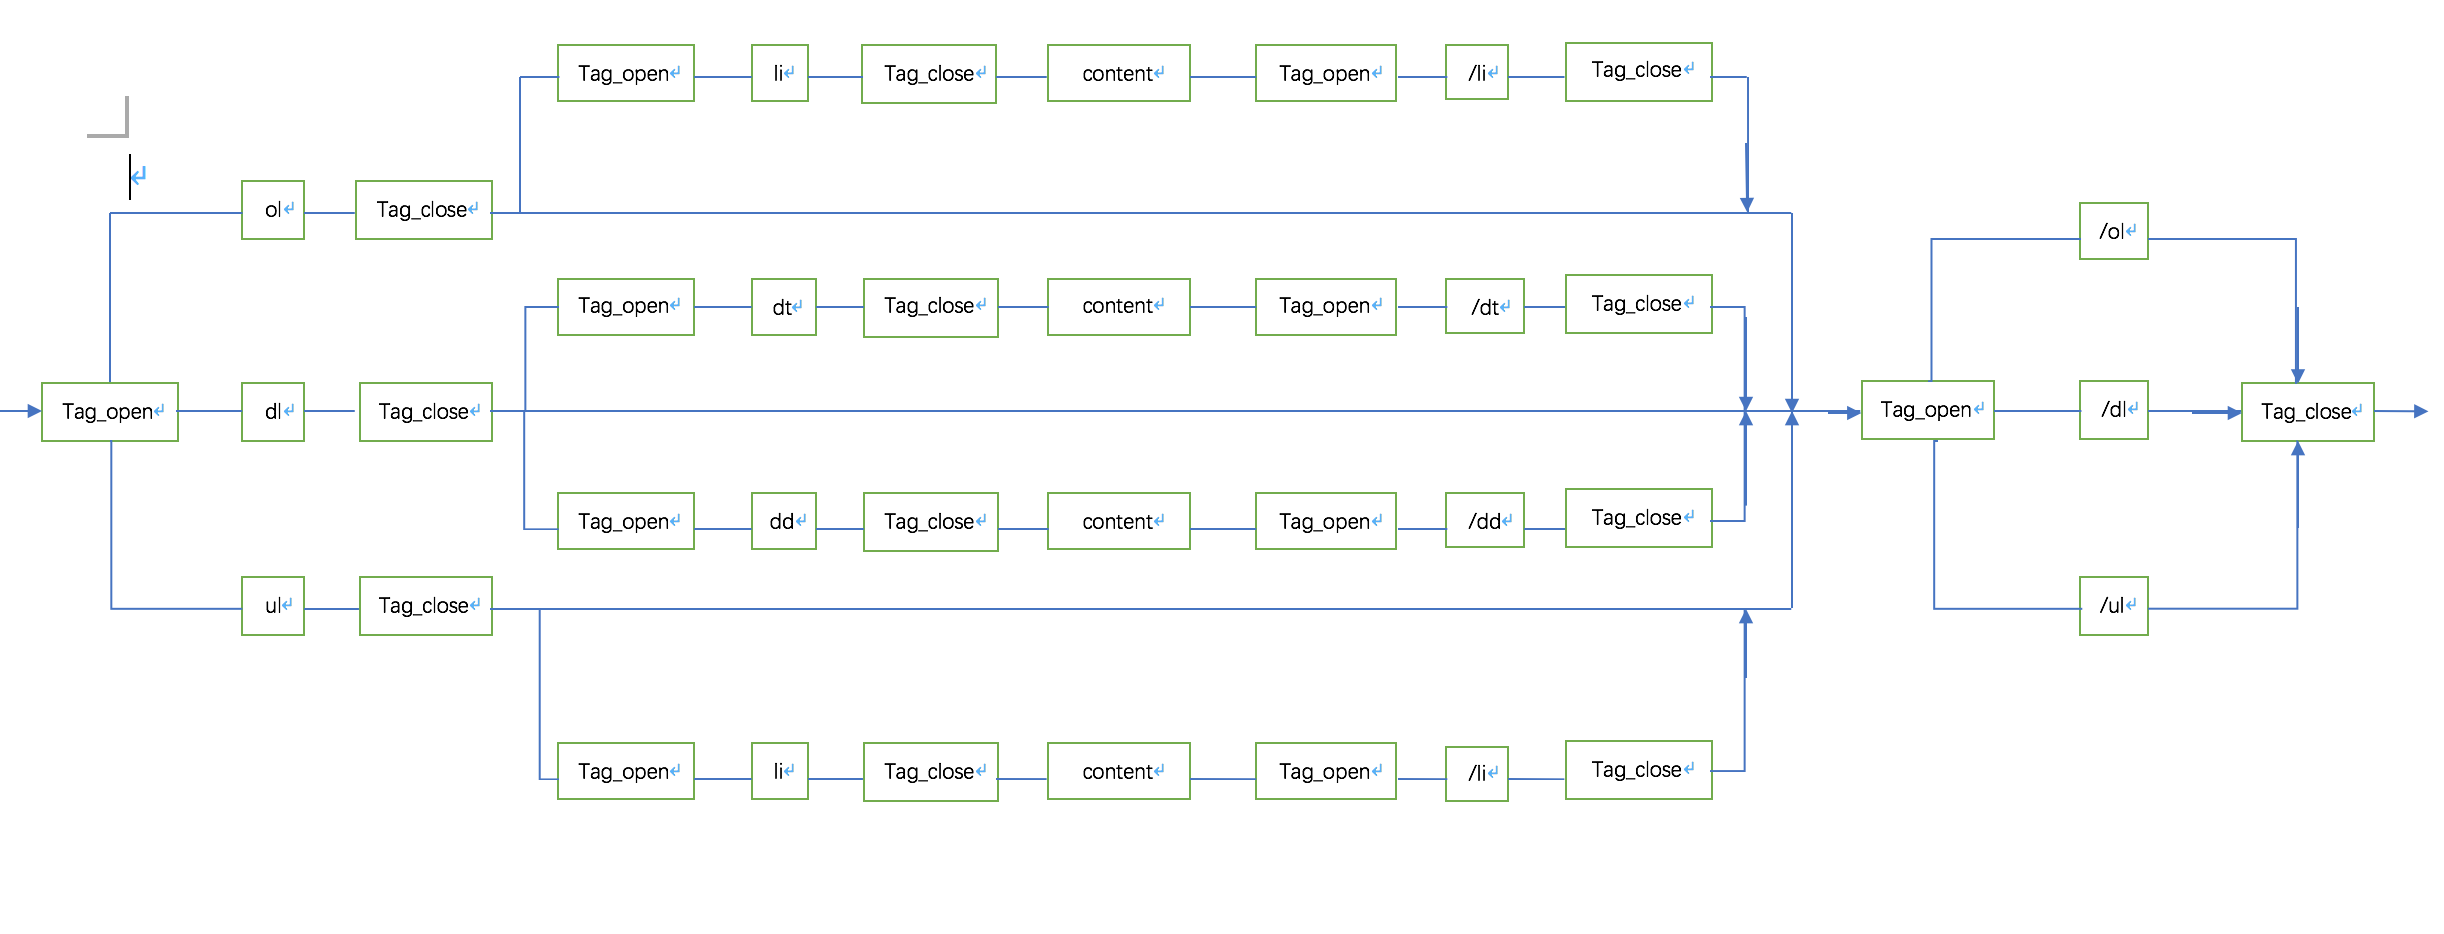 Tag_open li Tag_close content Tag_open /li Tag_close
ol Tag_close
/ol
Tag_open dt Tag_close content Tag_open /dt Tag_close
Tag_open dl Tag_close
Tag_open /dl Tag_close
Tag_open dd Tag_close content Tag_open /dd Tag_close
ul Tag_close
/ul
Tag_open li Tag_close content Tag_open /li Tag_close